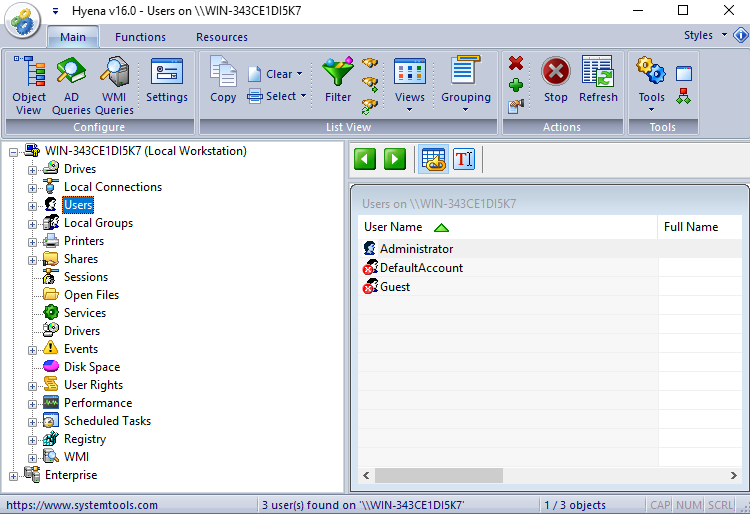 Hyena v16.0 - Users on \\WIN-343CE1DI5K7
Main Functions Resources Styles
Object View
AD Queries
WMI Queries
Settings
Configure
Copy
Clear
Select
Filter
Views
Grouping
List View
Stop
Refresh
Actions
Tools
Tools
WIN-343CE1DI5K7 (Local Workstation)
Drives
Local Connections
Users
Local Groups
Printers
Shares
Sessions
Open Files
Services
Drivers
Events
Disk Space
User Rights
Performance
Scheduled Tasks
Registry
WMI
Enterprise
Users on \\WIN-343CE1DI5K7
User Name Full Name
Administrator
DefaultAccount
Guest
https://www.systemtools.com 3 user(s) found on '\\WIN-343CE1DI5K7' 1 / 3 objects CAP NUM SCRL